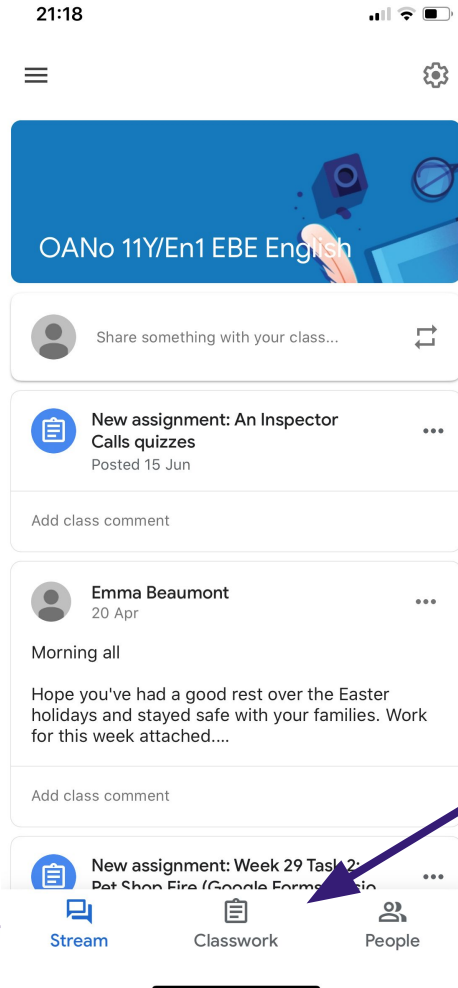 21:18
OANo 11Y/En1 EBE English
Share something with your class...
New assignment: An Inspector
Calls quizzes
Posted 15 Jun
Add class comment
Emma Beaumont
20 Apr
Morning all
Hope you've had a good rest over the Easter
holidays and stayed safe with your families. Work
for this week attached....
Add class comment
New assignment: Week 29 Task 2:
Pet Shop Fire (Google Forms
Stream
Classwork
People